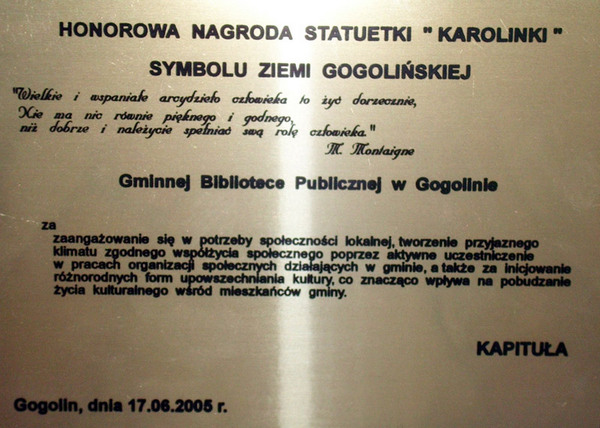 HONOROWA NAGRODA STATUETKI "KAROLINKI"
SYMBOLU ZIEMI GOGOLIŃSKIEJ
"Wielkie i wspaniałe arcydzieło człowieka to żyć dorzecznie,
Nie ma nic równie pięknego i godnego,
niż dobrze i należycie spełniać swą rolę człowieka."
M. Montaigne
Gminnej Bibliotece Publicznej w Gogolinie
za
zaangażowanie się w potrzeby społeczności lokalnej, tworzenie przyjaznego
klimatu zgodnego współżycia społecznego poprzez aktywne uczestniczenie
w pracach organizacji społecznych działających w gminie, a także za inicjowanie
różnorodnych form upowszechniania kultury, co znacząco wpływa na pobudzanie
życia kulturalnego wśród mieszkańców gminy.
KAPITUŁA
Gogolin, dnia 17.06.2005 r.